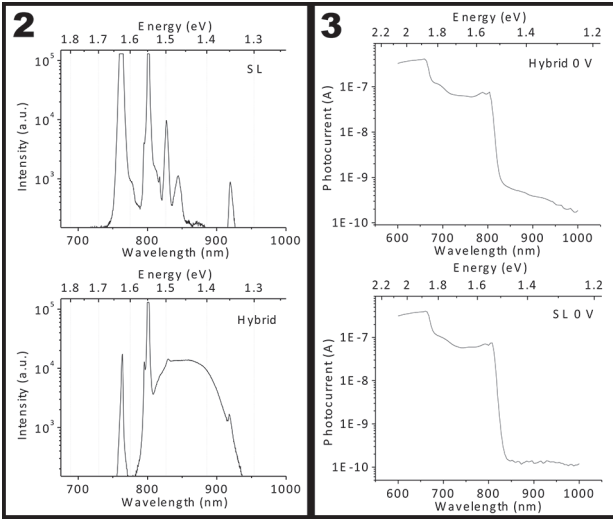 2
Energy (eV)
1.8 1.7 1.6 1.5 1.4 1.3
SL
10^5
10^4
10^3
Intensity (a.u.)
700 800 900 1000
Wavelength (nm)
Energy (eV)
1.8 1.7 1.6 1.5 1.4 1.3
Hybrid
10^5
10^4
10^3
Intensity (a.u.)
700 800 900 1000
Wavelength (nm)
3
Energy (eV)
2.2 2 1.8 1.6 1.4 1.2
Hybrid 0 V
1E-7
1E-8
1E-9
1E-10
Photocurrent (A)
600 700 800 900 1000
Wavelength (nm)
Energy (eV)
2.2 2 1.8 1.6 1.4 1.2
SL 0 V
1E-7
1E-8
1E-9
1E-10
Photocurrent (A)
600 700 800 900 1000
Wavelength (nm)